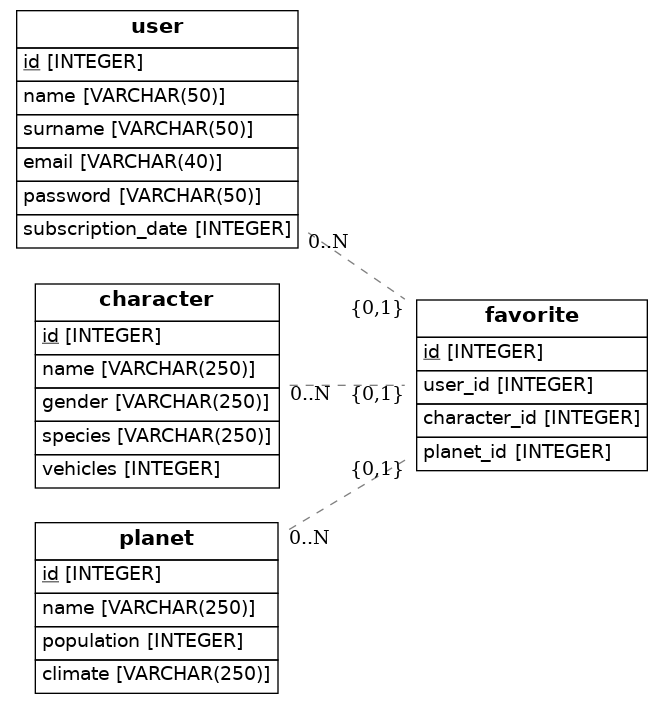 user
id [INTEGER]
name [VARCHAR(50)]
surname [VARCHAR(50)]
email [VARCHAR(40)]
password [VARCHAR(50)]
subscription_date [INTEGER]
0..N
{0,1}
character
id [INTEGER]
name [VARCHAR(250)]
gender [VARCHAR(250)]
species [VARCHAR(250)]
vehicles [INTEGER]
0..N
{0,1}
favorite
id [INTEGER]
user_id [INTEGER]
character_id [INTEGER]
planet_id [INTEGER]
{0,1}
0..N
planet
id [INTEGER]
name [VARCHAR(250)]
population [INTEGER]
climate [VARCHAR(250)]